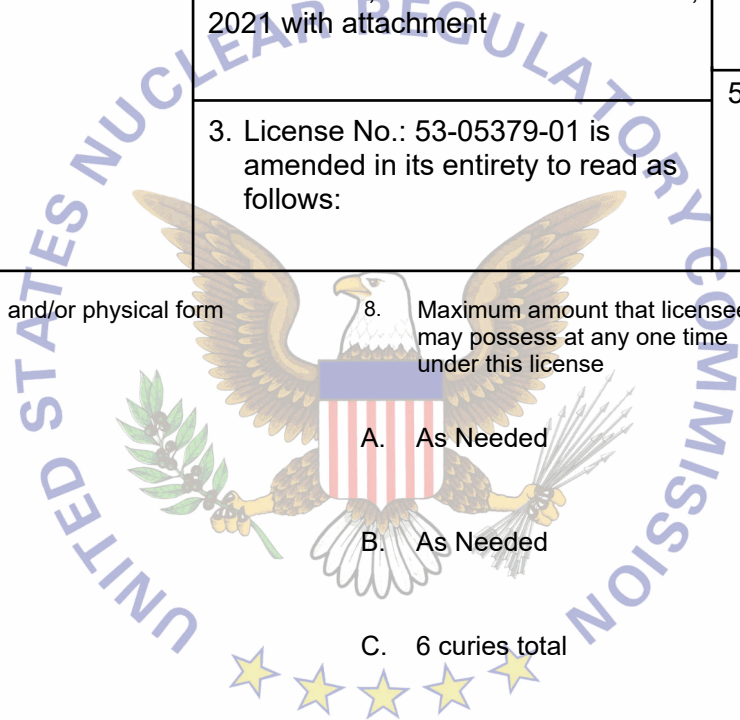 2021 with attachment
5
3. License No.: 53-05379-01 is
amended in its entirety to read as
follows:
and/or physical form
8. Maximum amount that licensee
may possess at any one time
under this license
A. As Needed
B. As Needed
C. 6 curies total
UNITED STATES NUCLEAR REGULATORY COMMISSION